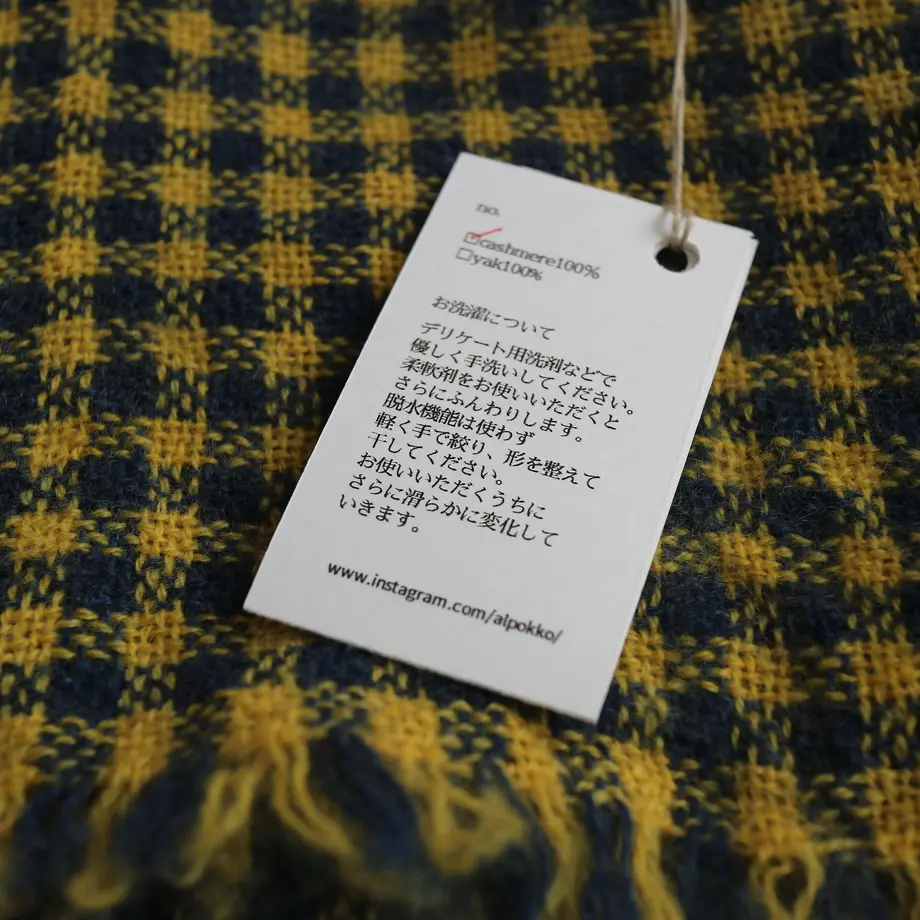 no.
☑cashmere100%
☐yak100%
お洗濯について
デリケート用洗剤などで
優しく手洗いしてください。
柔軟剤をお使いいただくと
さらにふんわりします。
脱水機能は使わず
軽く手で絞り、形を整えて
干してください。
お使いいただくうちに
さらに滑らかに変化して
いきます。
www.instagram.com/alpokko/